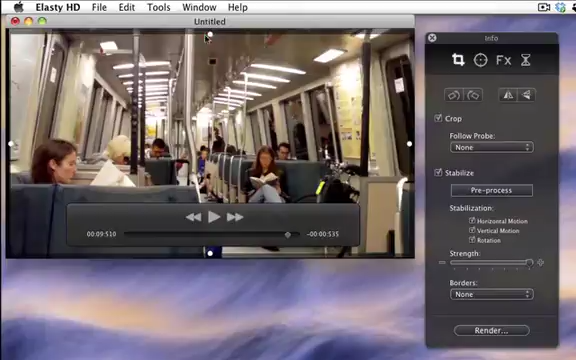 Elasty HD File Edit Tools Window Help
Untitled
00:09:510
-00:00:535
Info
Fx
Crop
Follow Probe:
None
Stabilize
Pre-process
Stabilization:
Horizontal Motion
Vertical Motion
Rotation
Strength:
Borders:
None
Render...